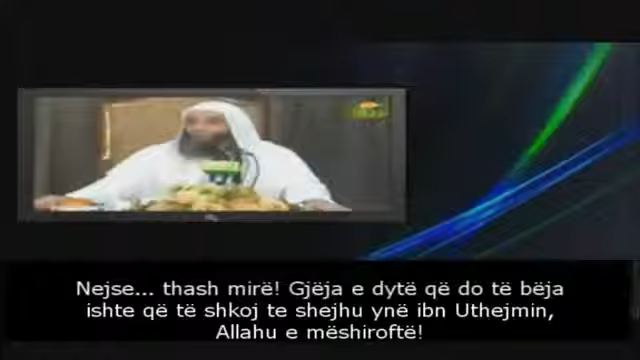 Nejse... thash mirë! Gjëja e dytë që do të bëja
ishte që të shkoj te shejhu ynë ibn Uthejmin,
Allahu e mëshiroftë!